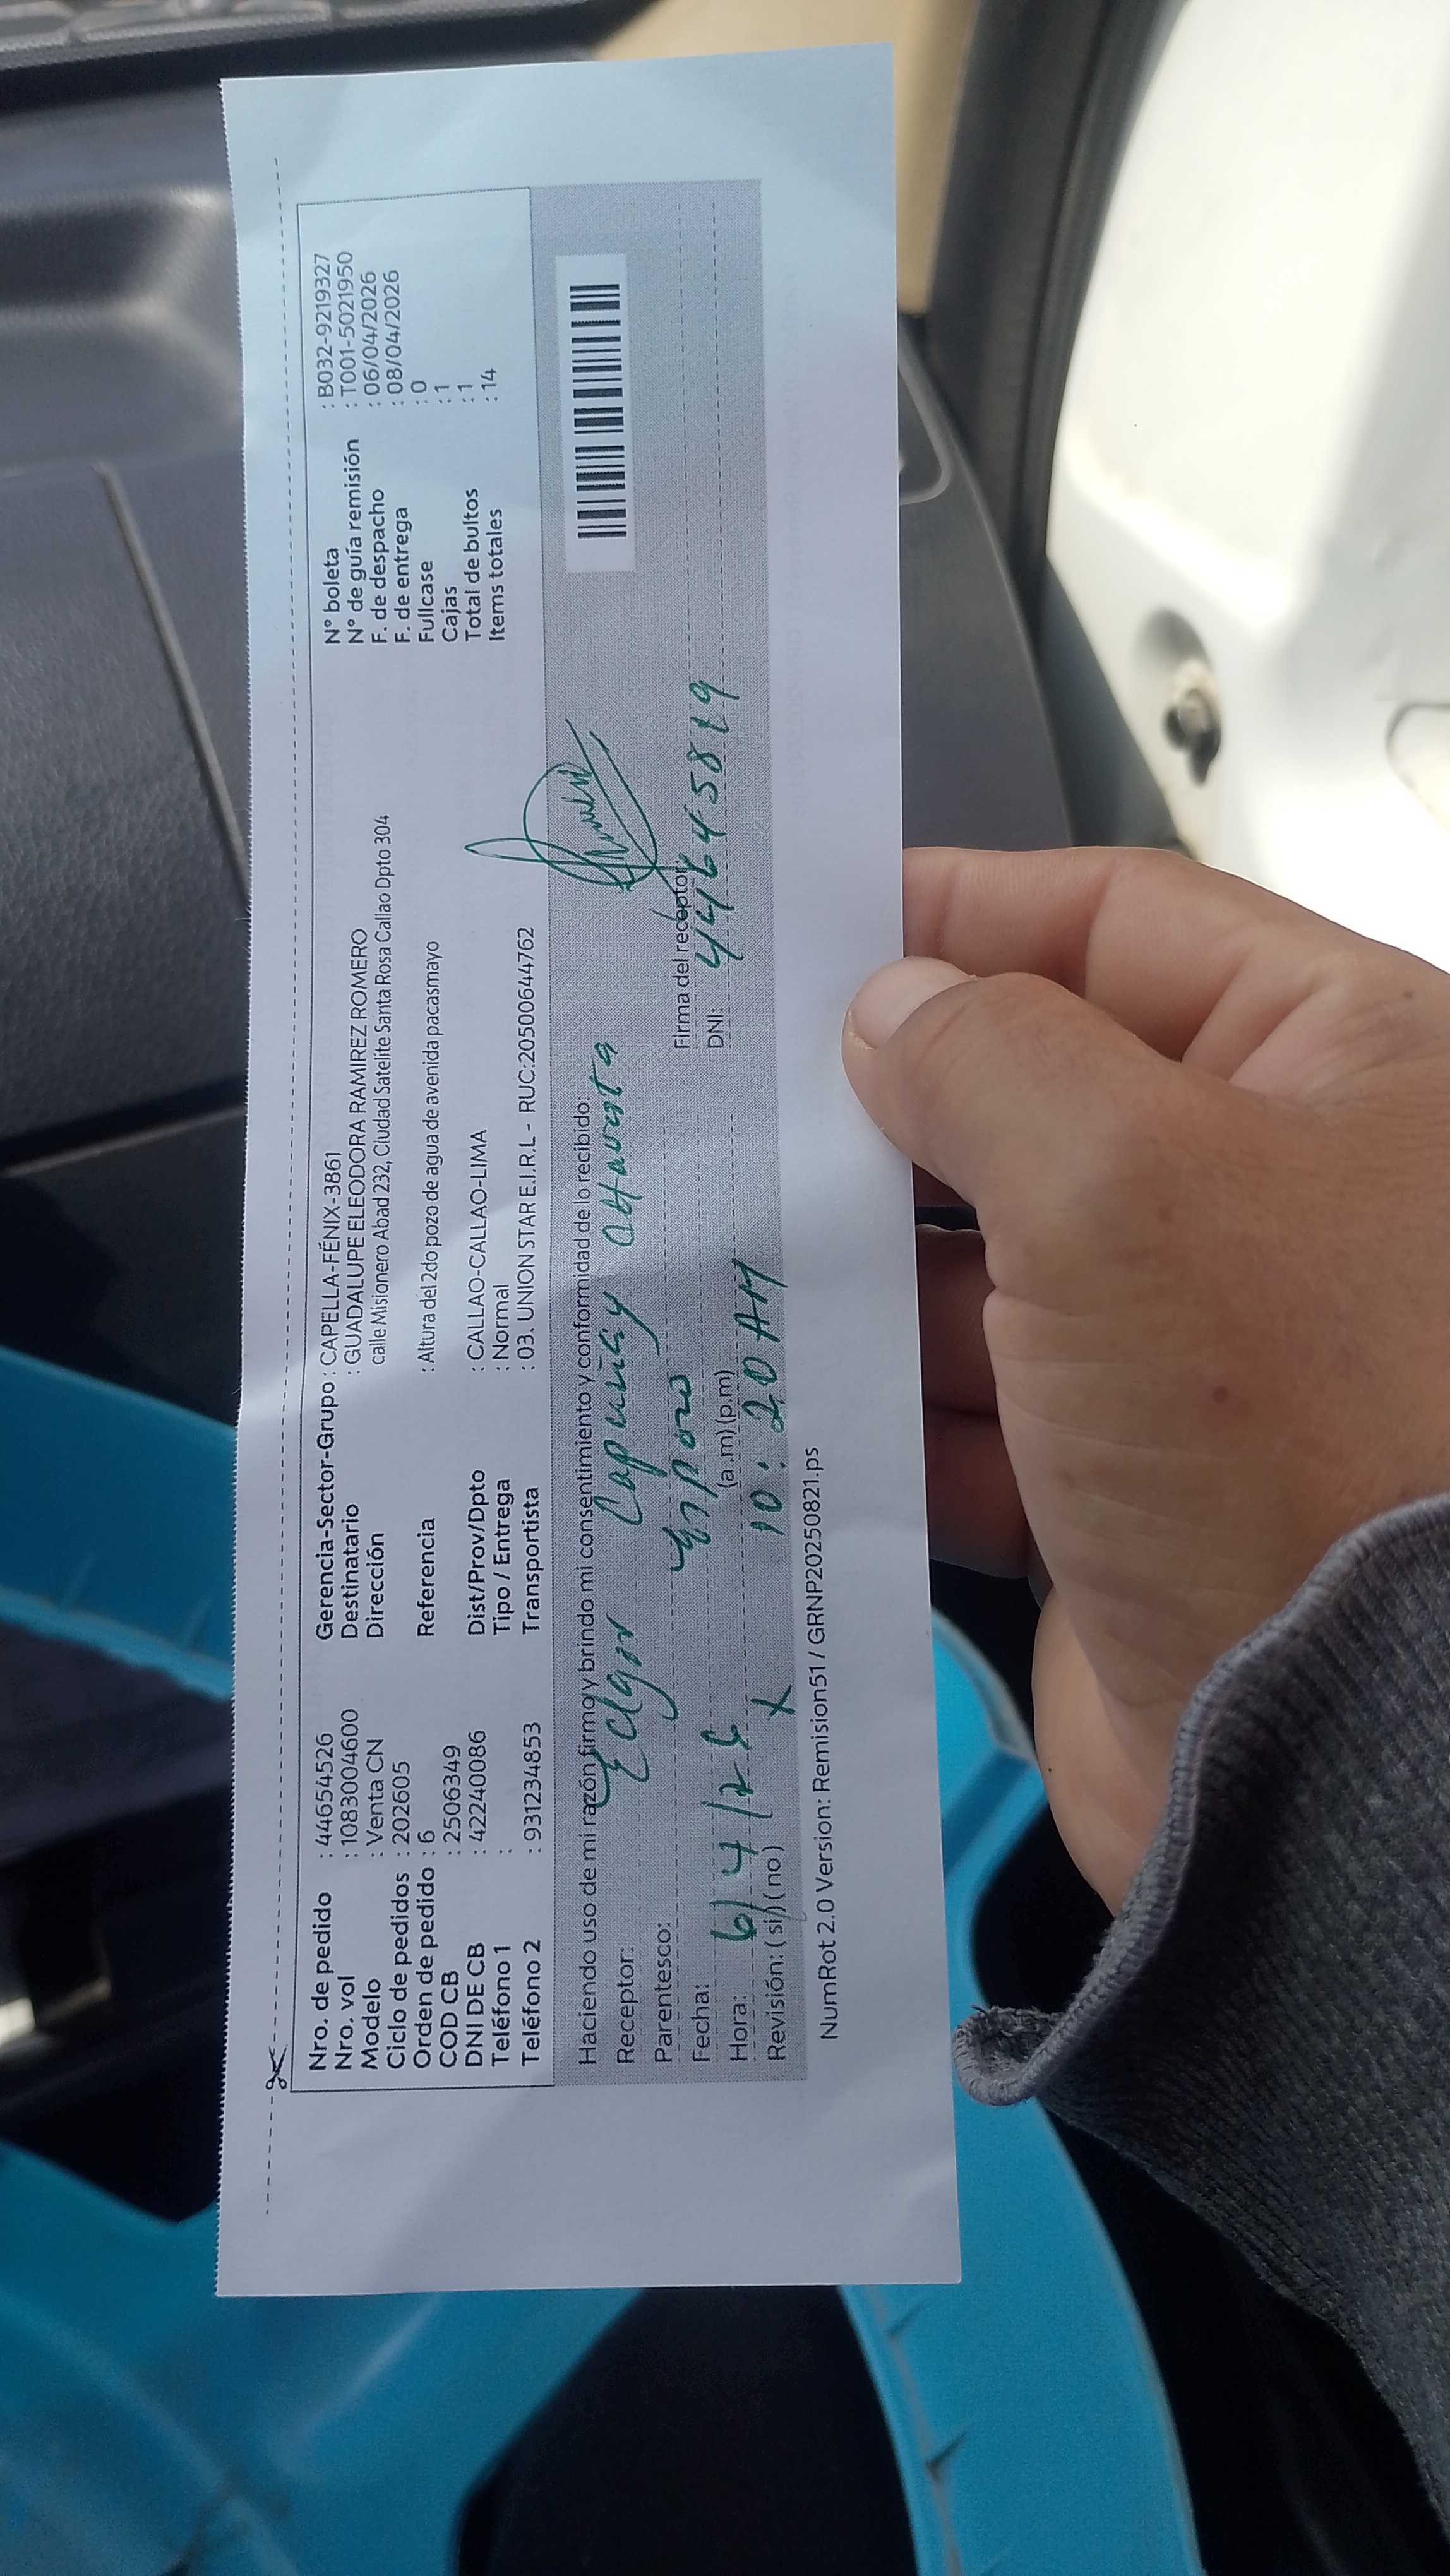 Nro. de pedido : 44654526
Nro. vol : 1083004600
Modelo : Venta CN
Ciclo de pedidos : 202605
Orden de pedido : 6
COD CB : 2506349
DNI DE CB : 42240086
Teléfono 1 :
Teléfono 2 : 931234853
Gerencia-Sector-Grupo : CAPELLA-FÉNIX-3861
Destinatario : GUADALUPE ELEODORA RAMIREZ ROMERO
Dirección calle Misionero Abad 232, Ciudad Satelite Santa Rosa Callao Dpto 304
Referencia : Altura del 2do pozo de agua de avenida pacasmayo
Dist/Prov/Dpto : CALLAO-CALLAO-LIMA
Tipo / Entrega : Normal
Transportista : 03. UNION STAR E.I.R.L - RUC:20500644762
N° boleta : B032-9219327
N° de guía remisión : T001-5021950
F. de despacho : 06/04/2026
F. de entrega : 08/04/2026
Fullcase : 0
Cajas : 1
Total de bultos : 1
Items totales : 14
Haciendo uso de mi razón firmo y brindo mi consentimiento y conformidad de lo recibido:
Receptor: Edgar Capuñay
Parentesco:
Fecha: 6/4/26
Hora: (a.m) (p.m) 10:20 AM
Revisión: ( si ) ( no ) X
Firma del receptor:
DNI: 44645819
NumRot 2.0 Version: Remision51 / GRNP20250821.ps